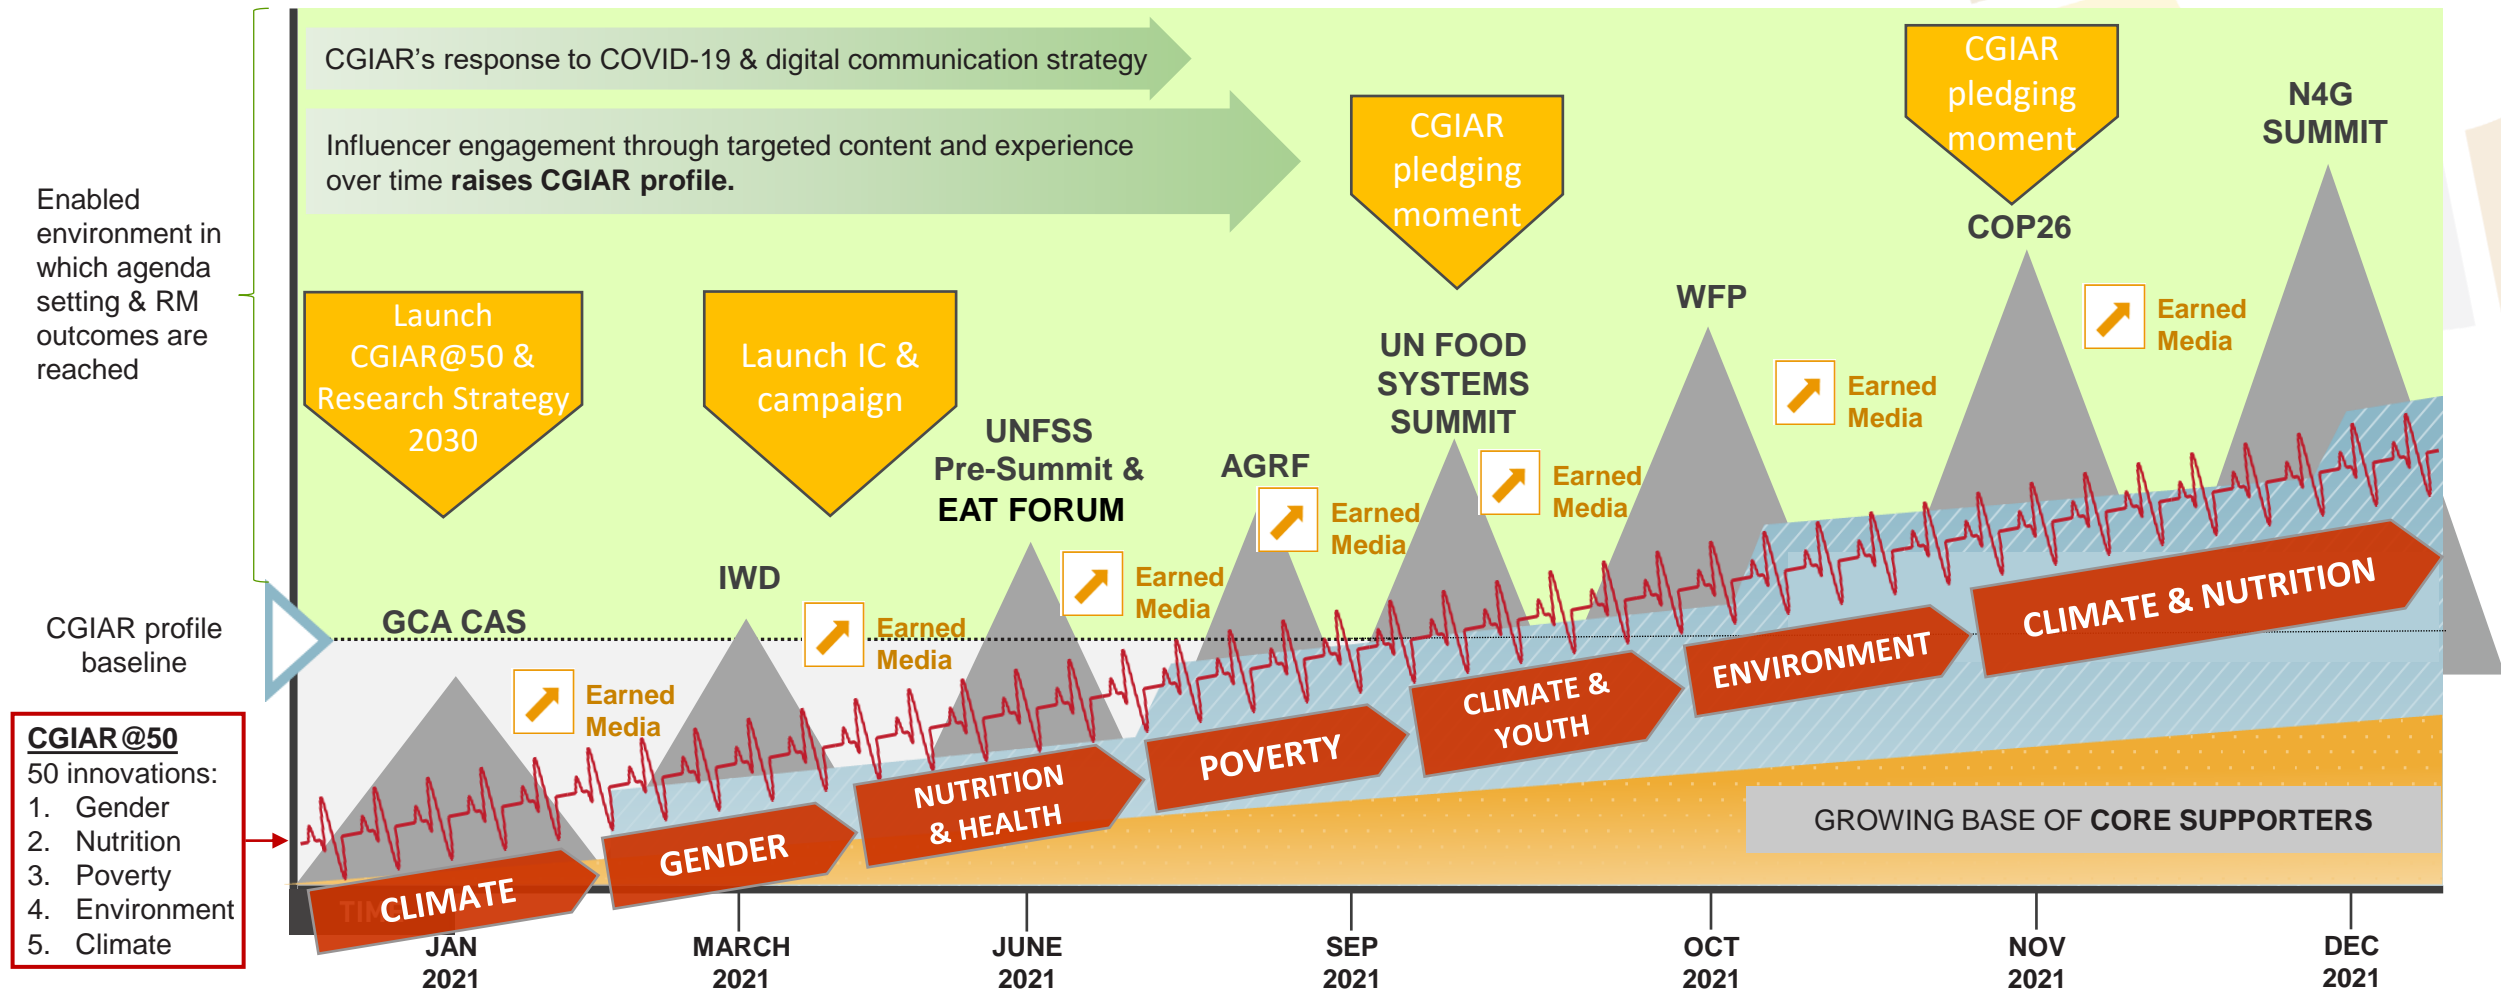 CGIAR's response to COVID-19 & digital communication strategy
Influencer engagement through targeted content and experience
over time raises CGIAR profile.
Enabled
environment in
which agenda
setting & RM
outcomes are
reached
CGIAR profile
baseline
CGIAR@50
50 innovations:
1. Gender
2. Nutrition
3. Poverty
4. Environment
5. Climate
Launch
CGIAR@50 &
Research Strategy
2030
Launch IC &
campaign
CGIAR
pledging
moment
CGIAR
pledging
moment
GCA CAS
IWD
UNFSS
Pre-Summit &
EAT FORUM
AGRF
UN FOOD
SYSTEMS
SUMMIT
WFP
COP26
N4G
SUMMIT
Earned
Media
Earned
Media
Earned
Media
Earned
Media
Earned
Media
Earned
Media
Earned
Media
CLIMATE
GENDER
NUTRITION
& HEALTH
POVERTY
CLIMATE &
YOUTH
ENVIRONMENT
CLIMATE & NUTRITION
GROWING BASE OF CORE SUPPORTERS
JAN
2021
MARCH
2021
JUNE
2021
SEP
2021
OCT
2021
NOV
2021
DEC
2021